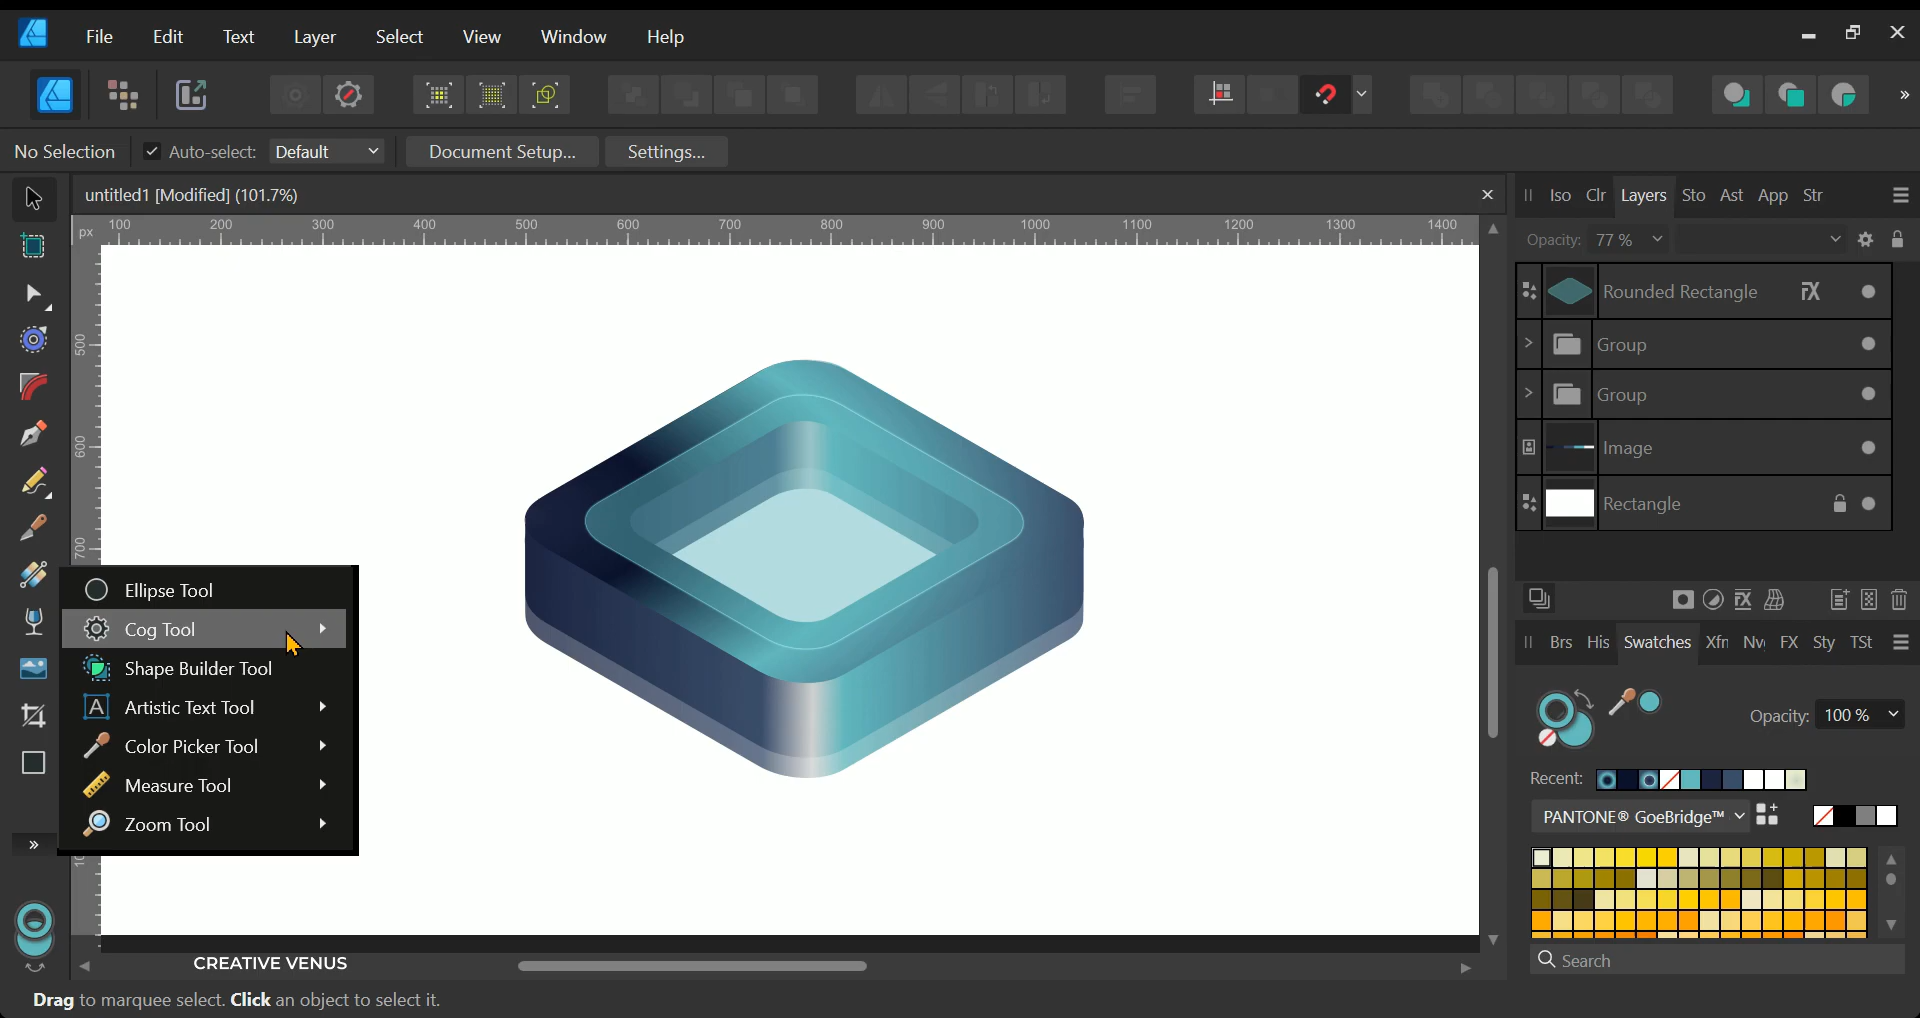 File Edit Text Layer Select View Window Help
No Selection Auto-select: Default Document Setup... Settings...
untitled1 [Modified] (101.7%)
Iso Clr Layers Sto Ast App Str
px 100 200 300 400 500 600 700 800 900 1000 1100 1200 1300 1400
Opacity: 77 %
Rounded Rectangle FX
500
Group
Group
600
Image
Rectangle
700
Ellipse Tool
Cog Tool
Shape Builder Tool
Artistic Text Tool
Color Picker Tool
Measure Tool
Zoom Tool
Brs His Swatches Xfn Nv FX Sty TSt
Opacity: 100 %
Recent:
PANTONE® GoeBridge™
Search
CREATIVE VENUS
Drag to marquee select. Click an object to select it.